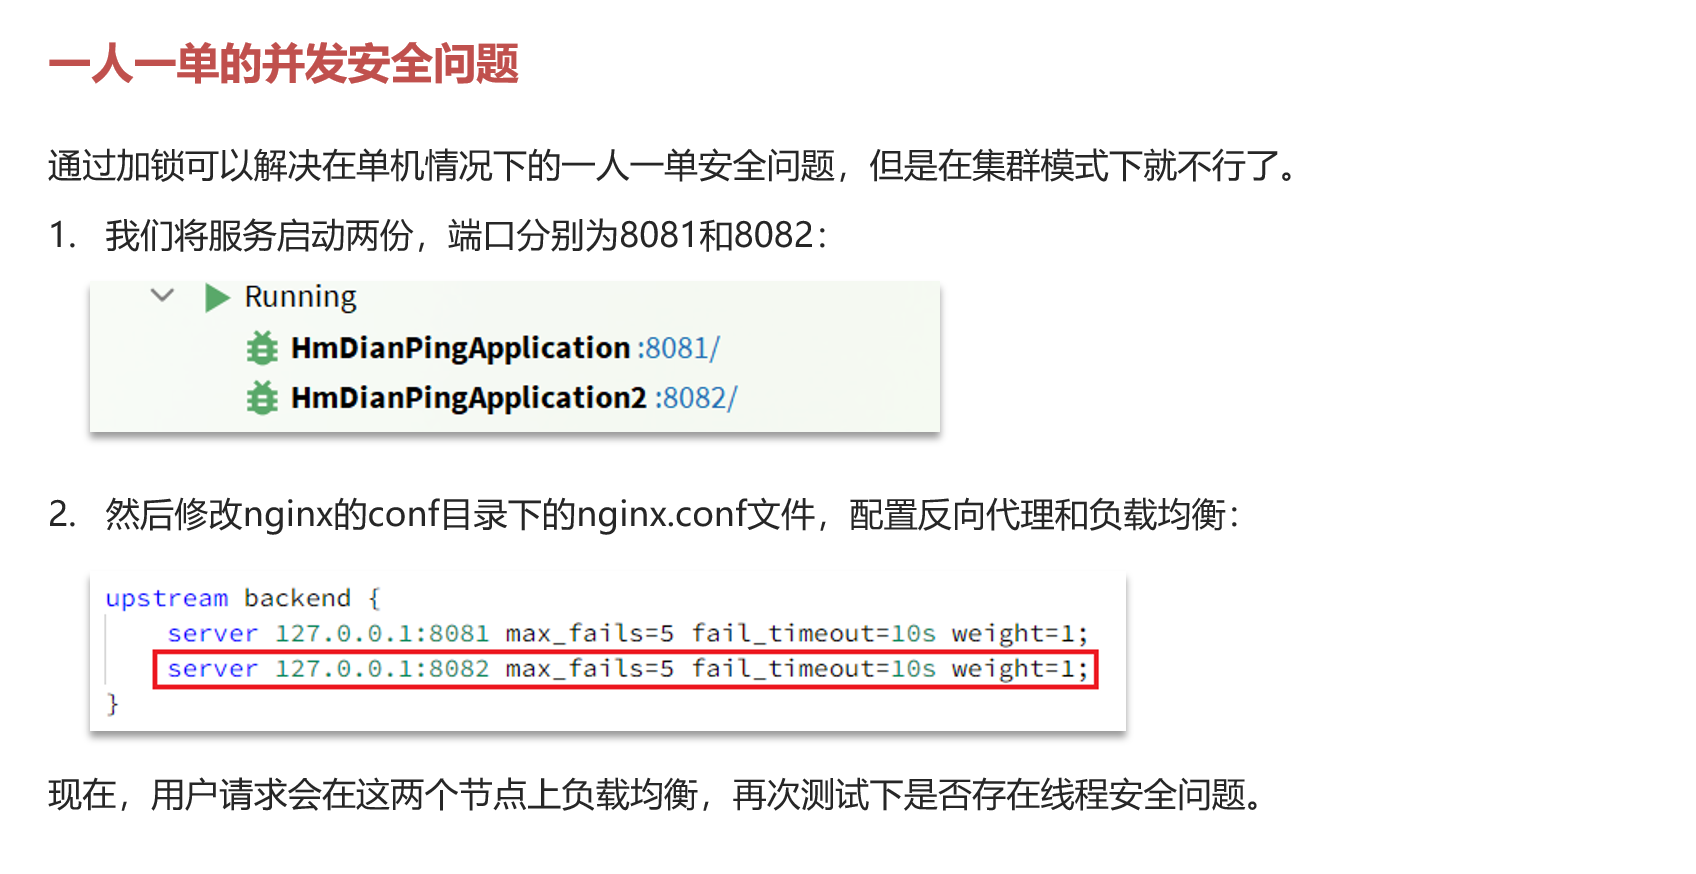 一人一单的并发安全问题
通过加锁可以解决在单机情况下的一人一单安全问题，但是在集群模式下就不行了。
1. 我们将服务启动两份，端口分别为8081和8082：
Running
HmDianPingApplication :8081/
HmDianPingApplication2 :8082/
2. 然后修改nginx的conf目录下的nginx.conf文件，配置反向代理和负载均衡：
upstream backend {
server 127.0.0.1:8081 max_fails=5 fail_timeout=10s weight=1;
server 127.0.0.1:8082 max_fails=5 fail_timeout=10s weight=1;
}
现在，用户请求会在这两个节点上负载均衡，再次测试下是否存在线程安全问题。